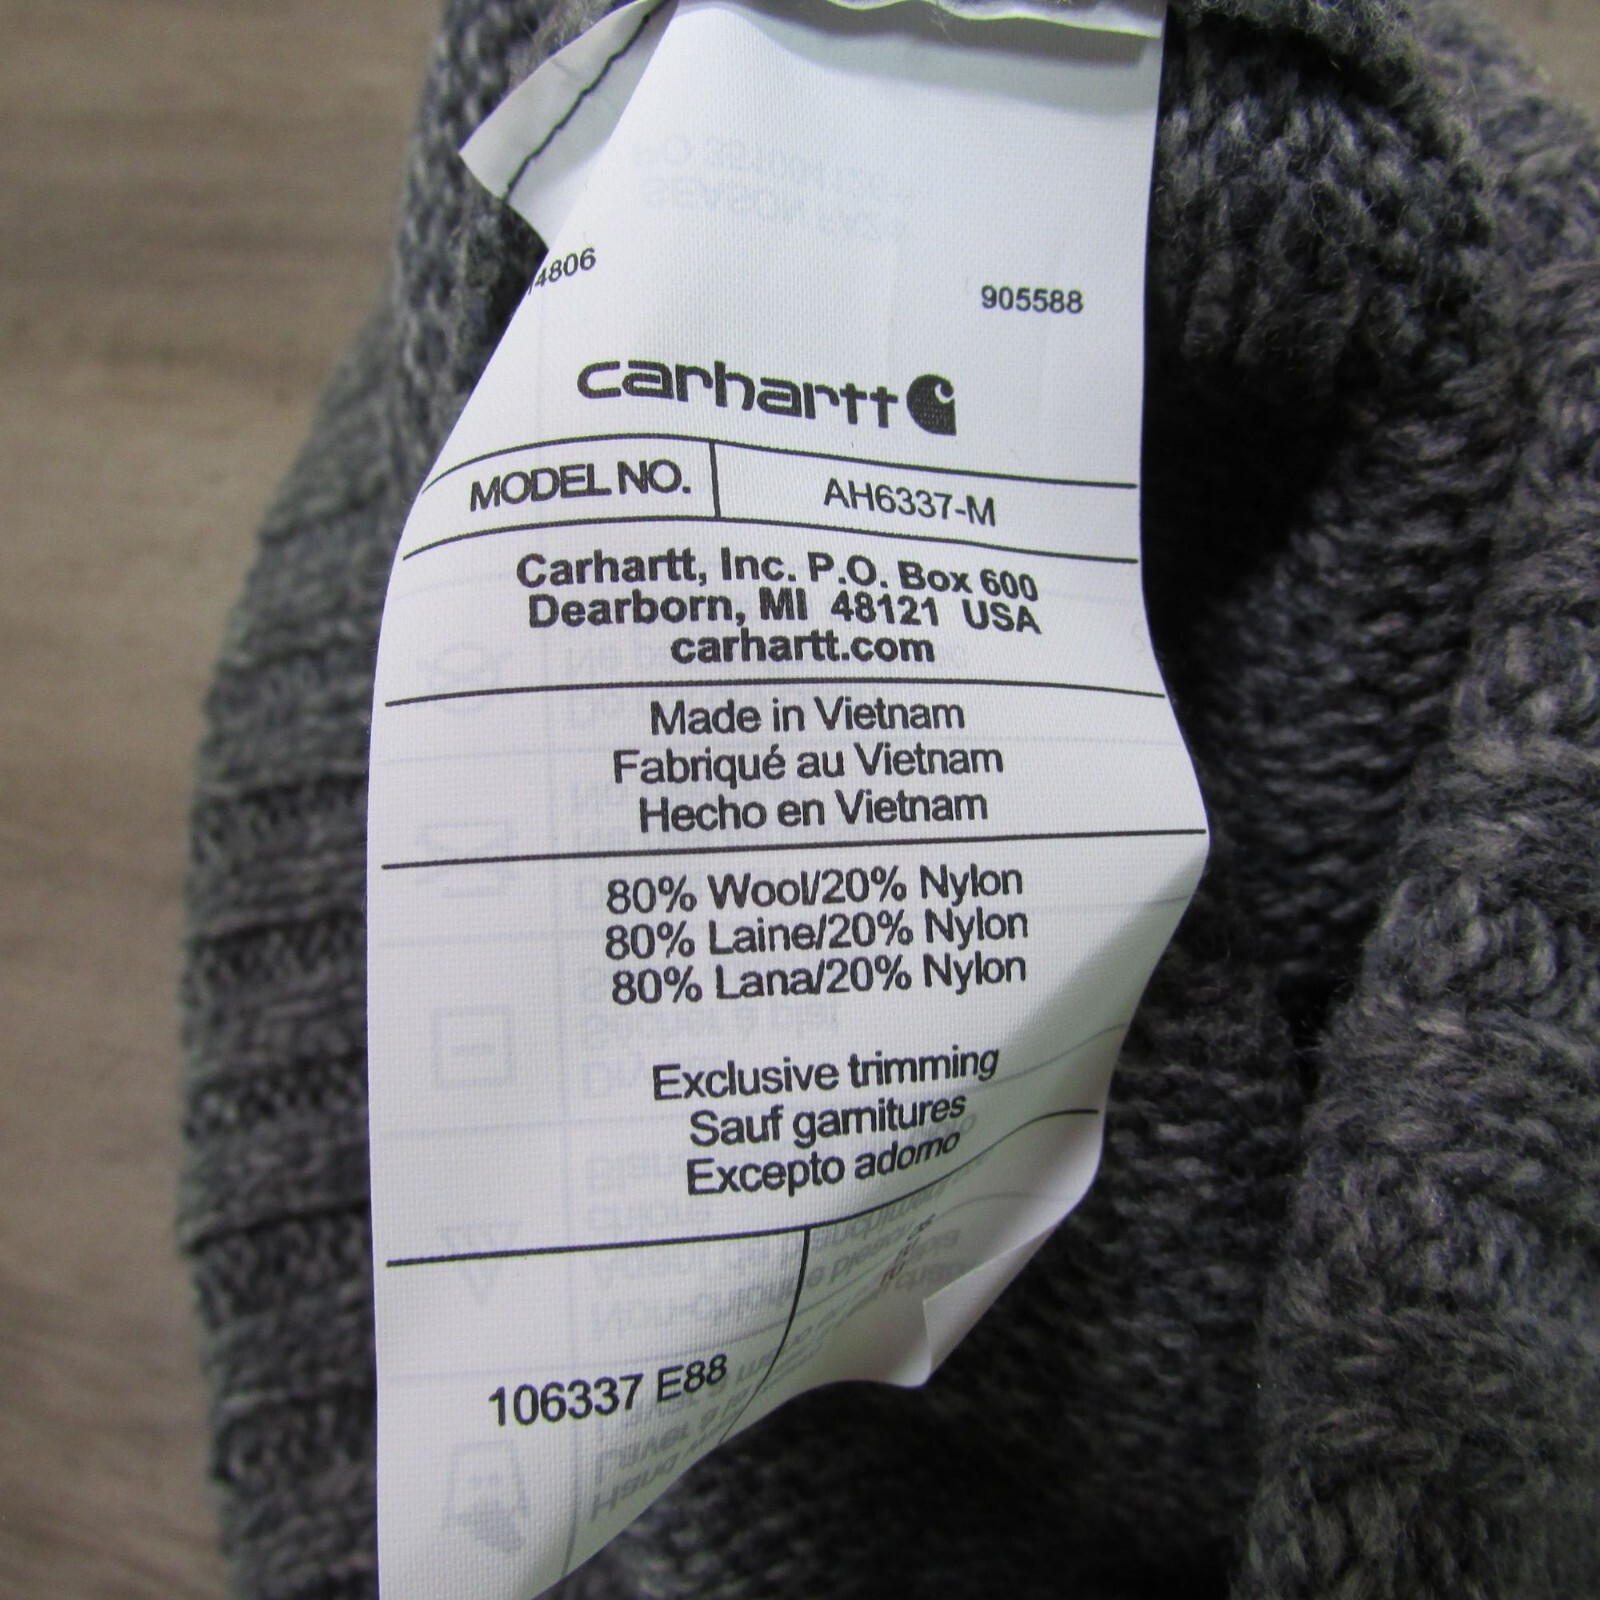 4806
905588
carhartt
MODEL NO. AH6337-M
Carhartt, Inc. P.O. Box 600
Dearborn, MI 48121 USA
carhartt.com
Made in Vietnam
Fabriqué au Vietnam
Hecho en Vietnam
80% Wool/20% Nylon
80% Laine/20% Nylon
80% Lana/20% Nylon
Exclusive trimming
Sauf garnitures
Excepto adorno
106337 E88